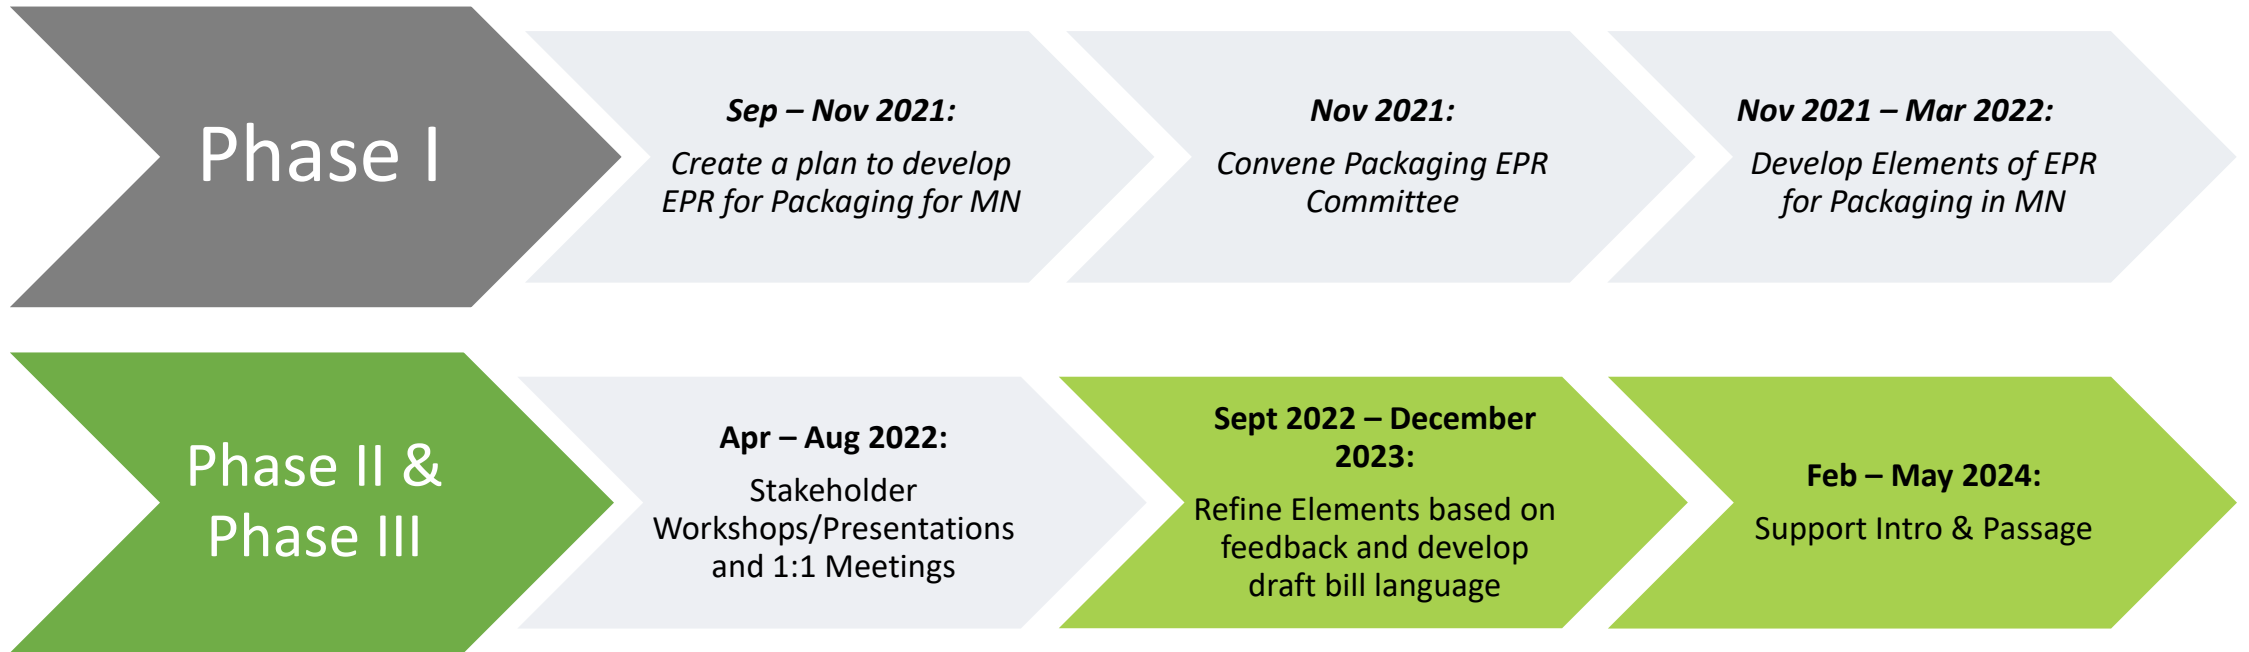 Phase I
Sep – Nov 2021:
Create a plan to develop
EPR for Packaging for MN
Nov 2021:
Convene Packaging EPR
Committee
Nov 2021 – Mar 2022:
Develop Elements of EPR
for Packaging in MN
Phase II &
Phase III
Apr – Aug 2022:
Stakeholder
Workshops/Presentations
and 1:1 Meetings
Sept 2022 – December
2023:
Refine Elements based on
feedback and develop
draft bill language
Feb – May 2024:
Support Intro & Passage